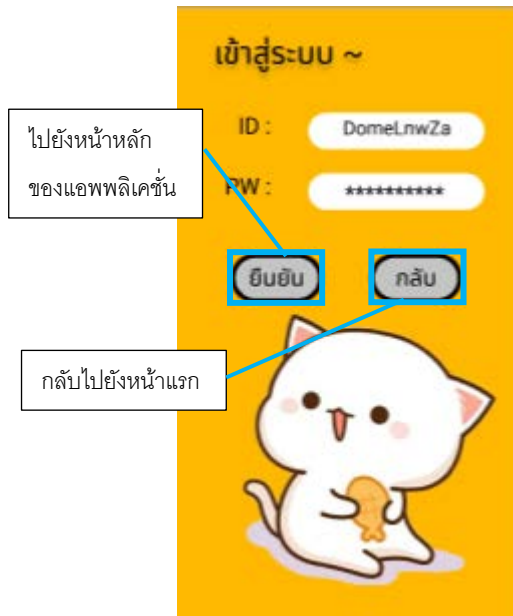 เข้าสู่ระบบ ~
ID : DomeLnwZa
ไปยังหน้าหลัก
ของแอพพลิเคชั่น
PW : **********
ยืนยัน กลับ
กลับไปยังหน้าแรก